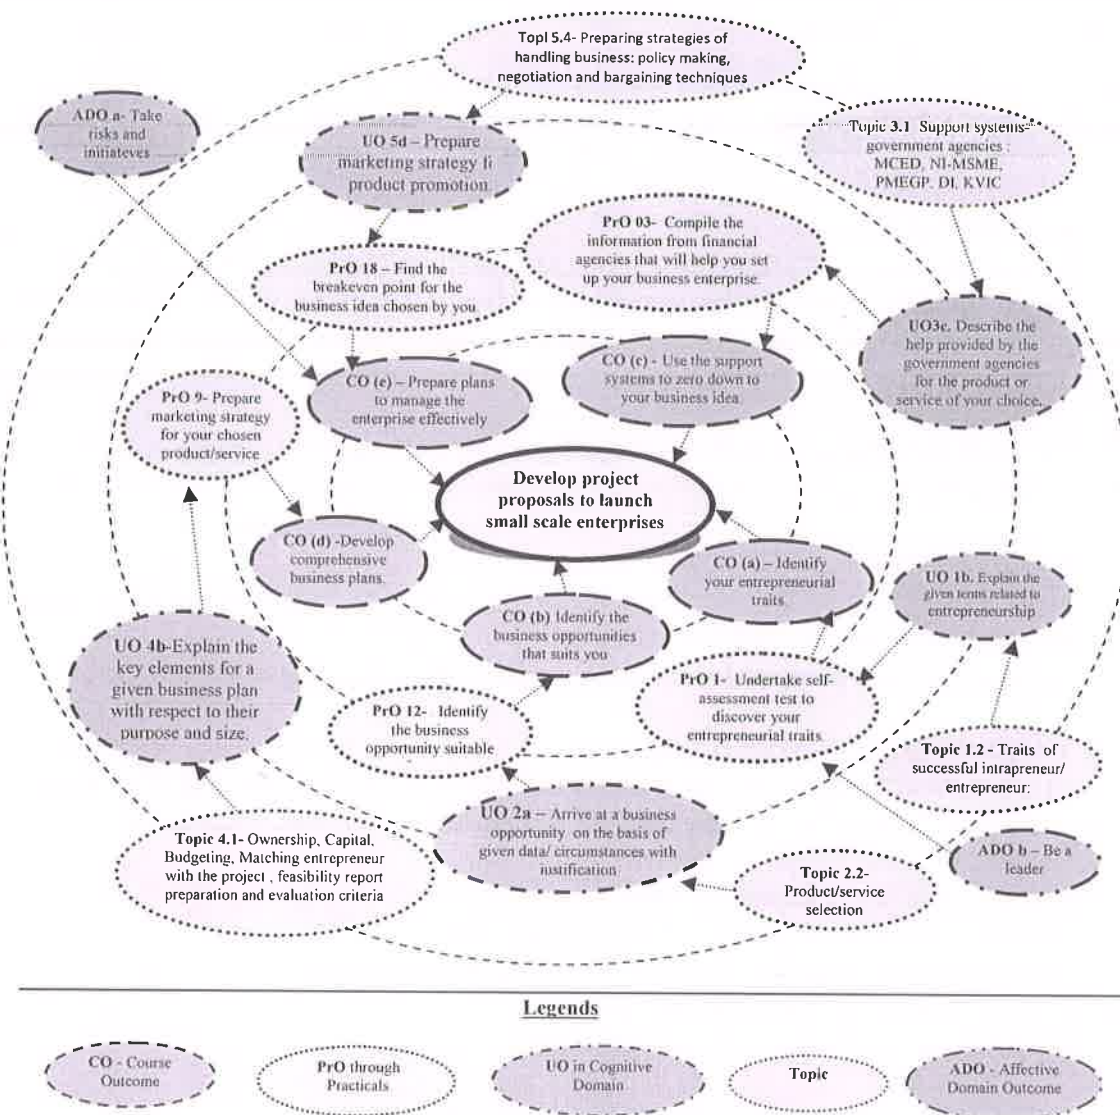 Topl 5.4- Preparing strategies of
handling business: policy making,
negotiation and bargaining techniques
ADO a- Take
risks and
initiateves
UO 5d – Prepare
marketing strategy fi
product promotion
Topic 3.1 Support systems-
government agencies :
MCED, NI-MSME,
PMEGP, DI, KVIC
PrO 03- Compile the
information from financial
agencies that will help you set
up your business enterprise.
PrO 18 – Find the
breakeven point for the
business idea chosen by you.
UO3c. Describe the
help provided by the
government agencies
for the product or
service of your choice.
CO (e) – Prepare plans
to manage the
enterprise effectively
CO (c) - Use the support
systems to zero down to
your business idea
PrO 9- Prepare
marketing strategy
for your chosen
product/service
Develop project
proposals to launch
small scale enterprises
CO (d) -Develop
comprehensive
business plans.
CO (a) – Identify
your entrepreneurial
traits.
UO 1b. Explain the
given terms related to
entrepreneurship
CO (b) Identify the
business opportunities
that suits you
UO 4b-Explain the
key elements for a
given business plan
with respect to their
purpose and size.
PrO 12- Identify
the business
opportunity suitable
PrO 1- Undertake self-
assessment test to
discover your
entrepreneurial traits.
Topic 1.2 - Traits of
successful intrapreneur/
entrepreneur:
UO 2a – Arrive at a business
opportunity on the basis of
given data/ circumstances with
justification
Topic 4.1- Ownership, Capital,
Budgeting, Matching entrepreneur
with the project , feasibility report
preparation and evaluation criteria
Topic 2.2-
Product/service
selection
ADO b – Be a
leader
Legends
CO - Course
Outcome
PrO through
Practicals
UO in Cognitive
Domain
Topic
ADO - Affective
Domain Outcome